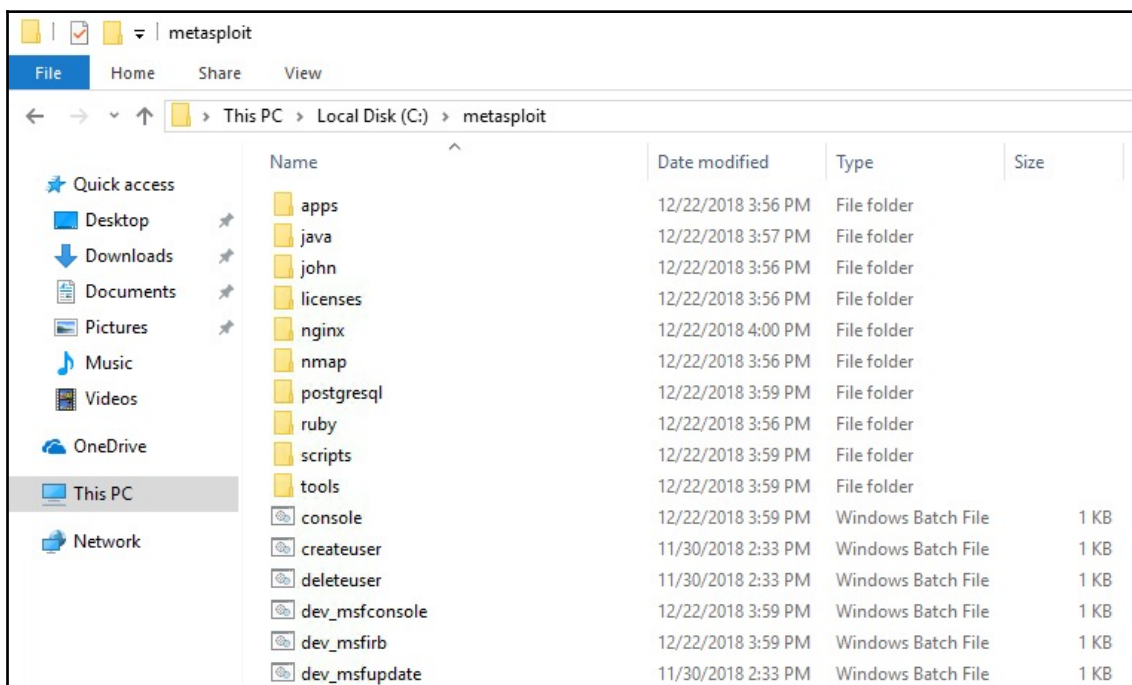 metasploit
File Home Share View
This PC Local Disk (C:) metasploit
Name Date modified Type Size
Quick access
Desktop
Downloads
Documents
Pictures
Music
Videos
OneDrive
This PC
Network
apps 12/22/2018 3:56 PM File folder
java 12/22/2018 3:57 PM File folder
john 12/22/2018 3:56 PM File folder
licenses 12/22/2018 3:56 PM File folder
nginx 12/22/2018 4:00 PM File folder
nmap 12/22/2018 3:56 PM File folder
postgresql 12/22/2018 3:59 PM File folder
ruby 12/22/2018 3:56 PM File folder
scripts 12/22/2018 3:59 PM File folder
tools 12/22/2018 3:59 PM File folder
console 12/22/2018 3:59 PM Windows Batch File 1 KB
createuser 11/30/2018 2:33 PM Windows Batch File 1 KB
deleteuser 11/30/2018 2:33 PM Windows Batch File 1 KB
dev_msfconsole 12/22/2018 3:59 PM Windows Batch File 1 KB
dev_msfirb 12/22/2018 3:59 PM Windows Batch File 1 KB
dev_msfupdate 11/30/2018 2:33 PM Windows Batch File 1 KB